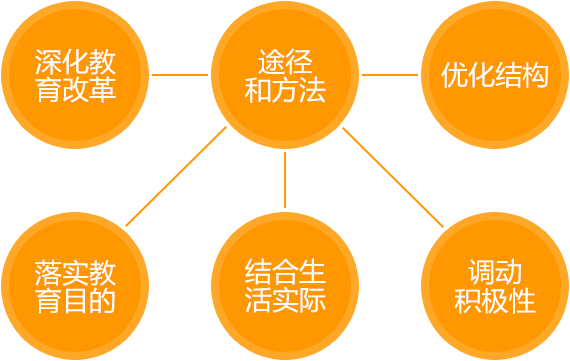 深化教
育改革
途径
和方法
优化结构
落实教
育目的
结合生
活实际
调动
积极性